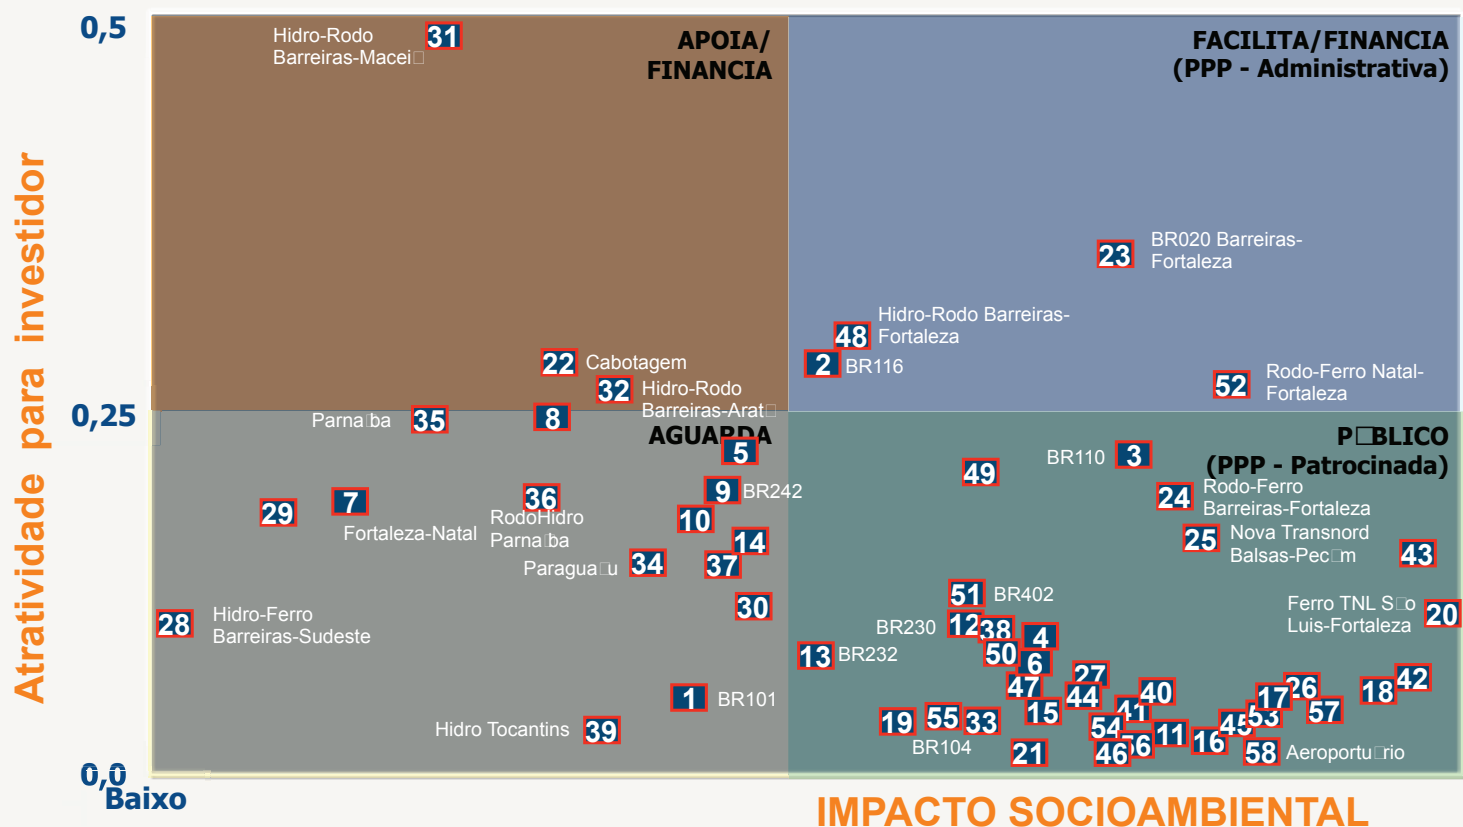 0,5
Hidro-Rodo
Barreiras-Macei□
31
APOIA/
FINANCIA
FACILITA/FINANCIA
(PPP - Administrativa)
Atratividade para investidor
23
BR020 Barreiras-
Fortaleza
48
Hidro-Rodo Barreiras-
Fortaleza
2
BR116
22
Cabotagem
32
Hidro-Rodo
Barreiras-Arat□
52
Rodo-Ferro Natal-
Fortaleza
0,25
Parna□ba
35
8
AGUARDA
5
P□BLICO
(PPP - Patrocinada)
BR110
3
49
9
BR242
24
Rodo-Ferro
Barreiras-Fortaleza
29
7
Fortaleza-Natal
36
RodoHidro
Parna□ba
10
14
25
Nova Transnord
Balsas-Pec□m
43
Paragua□u
34
37
30
51
BR402
28
Hidro-Ferro
Barreiras-Sudeste
BR230
12
38
4
Ferro TNL S□o
Luis-Fortaleza
20
13
BR232
50
6
27
47
44
40
42
1
BR101
26
17
18
15
41
57
53
Hidro Tocantins
39
19
55
33
BR104
54
45
11
16
21
46
56
58
Aeroportu□rio
0,0
Baixo
IMPACTO SOCIOAMBIENTAL